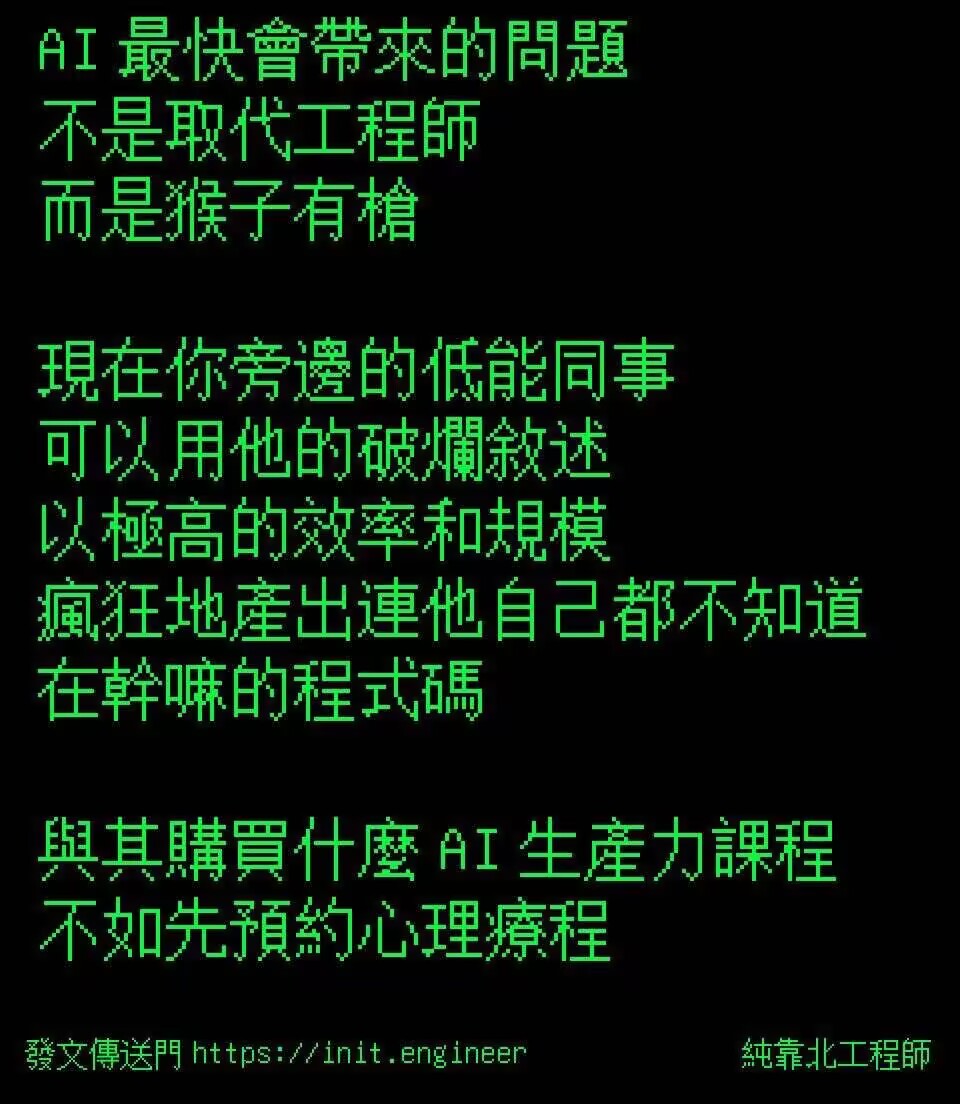 AI 最快會帶來的問題
不是取代工程師
而是猴子有槍
現在你旁邊的低能同事
可以用他的破爛敘述
以極高的效率和規模
瘋狂地產出連他自己都不知道
在幹嘛的程式碼
與其購買什麼 AI 生產力課程
不如先預約心理療程
發文傳送門 https://init.engineer
純靠北工程師